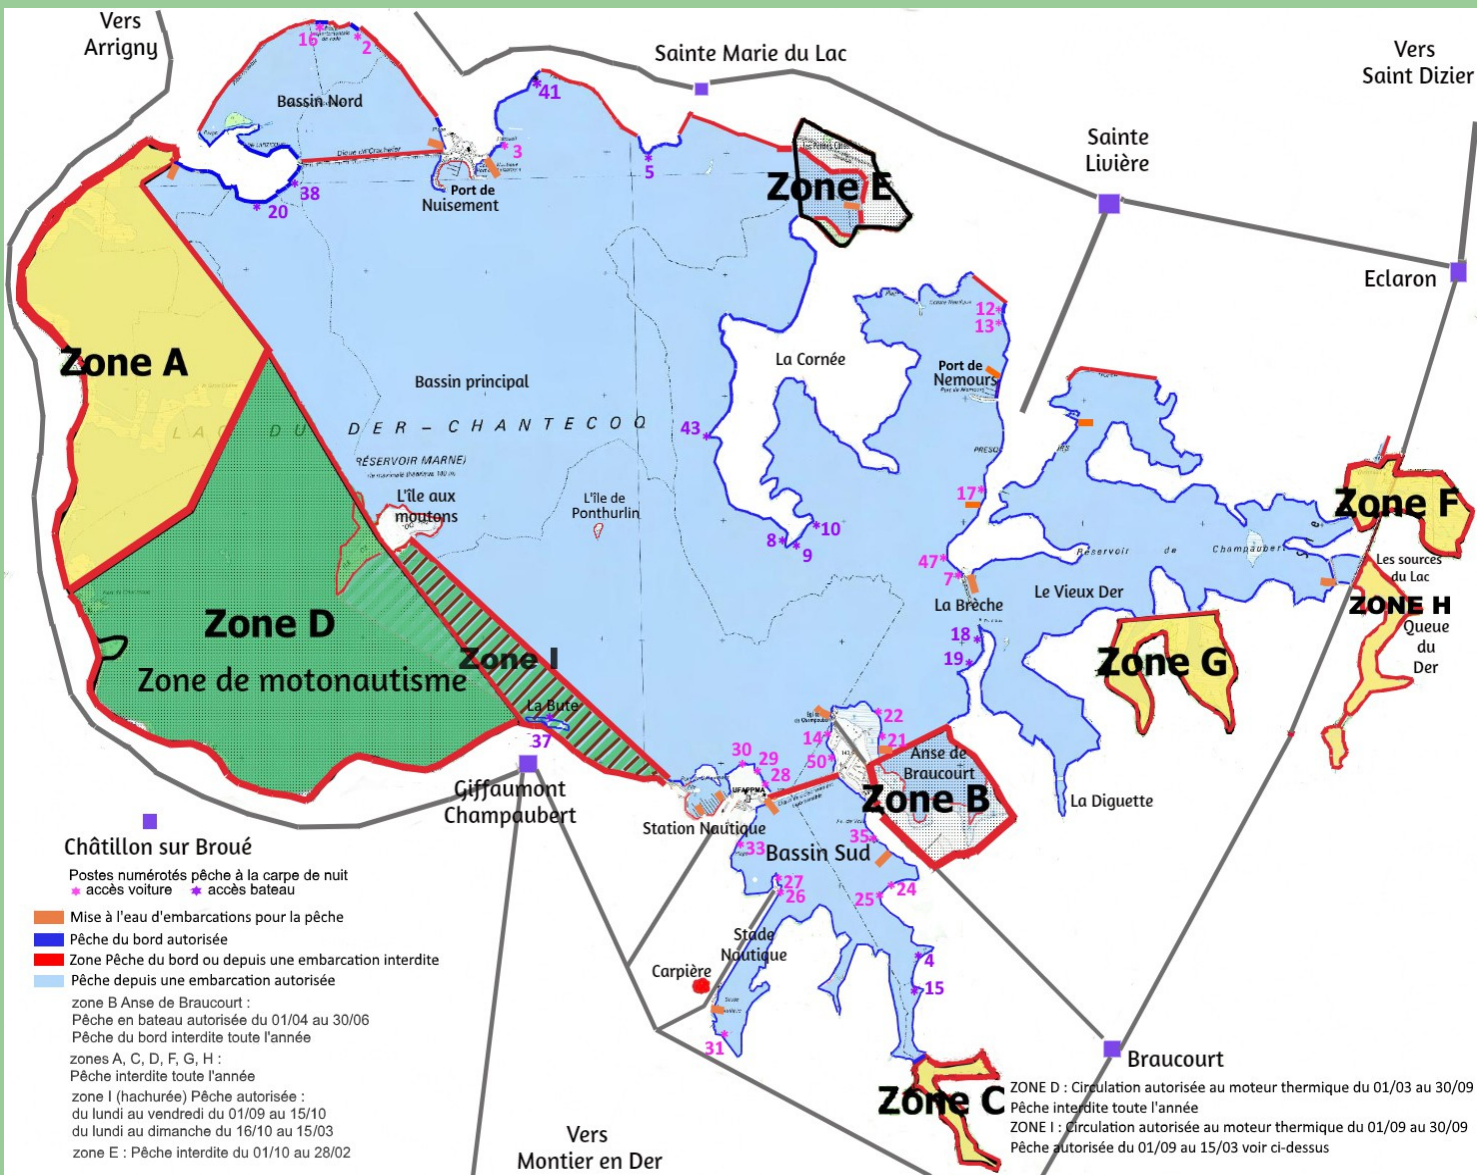 Vers
Arrigny
Sainte Marie du Lac
Vers
Saint Dizier
16
2
Bassin Nord
41
3
5
Sainte
Livière
38
20
Port de
Nuisement
Zone E
Eclaron
12
13
Zone A
La Cornée
Port de
Nemours
Bassin principal
43
LAC DU DER-CHANTECOQ
RÉSERVOIR MARNE)
L'île aux
moutons
L'île de
Ponthurlin
17
Zone F
10
8
9
47
7
Réservoir de Champaubert
Les sources
du Lac
La Brèche
Le Vieux Der
ZONE H
Queue
du
Der
Zone D
18
19
Zone G
Zone I
Zone de motonautisme
La Bute
37
22
14
21
30
29
28
50
Anse de
Braucourt
Giffaumont
Champaubert
UFAPPMA
Zone B
La Diguette
Station Nautique
35
33
Bassin Sud
Châtillon sur Broué
27
26
24
25
Postes numérotés pêche à la carpe de nuit
accès voiture accès bateau
Mise à l'eau d'embarcations pour la pêche
Pêche du bord autorisée
Zone Pêche du bord ou depuis une embarcation interdite
Pêche depuis une embarcation autorisée
Stade
Nautique
Carpière
4
15
31
zone B Anse de Braucourt :
Pêche en bateau autorisée du 01/04 au 30/06
Pêche du bord interdite toute l'année
zones A, C, D, F, G, H :
Pêche interdite toute l'année
zone I (hachurée) Pêche autorisée :
du lundi au vendredi du 01/09 au 15/10
du lundi au dimanche du 16/10 au 15/03
zone E : Pêche interdite du 01/10 au 28/02
Braucourt
Zone C
ZONE D : Circulation autorisée au moteur thermique du 01/03 au 30/09
Pêche interdite toute l'année
ZONE I : Circulation autorisée au moteur thermique du 01/09 au 30/09
Pêche autorisée du 01/09 au 15/03 voir ci-dessus
Vers
Montier en Der